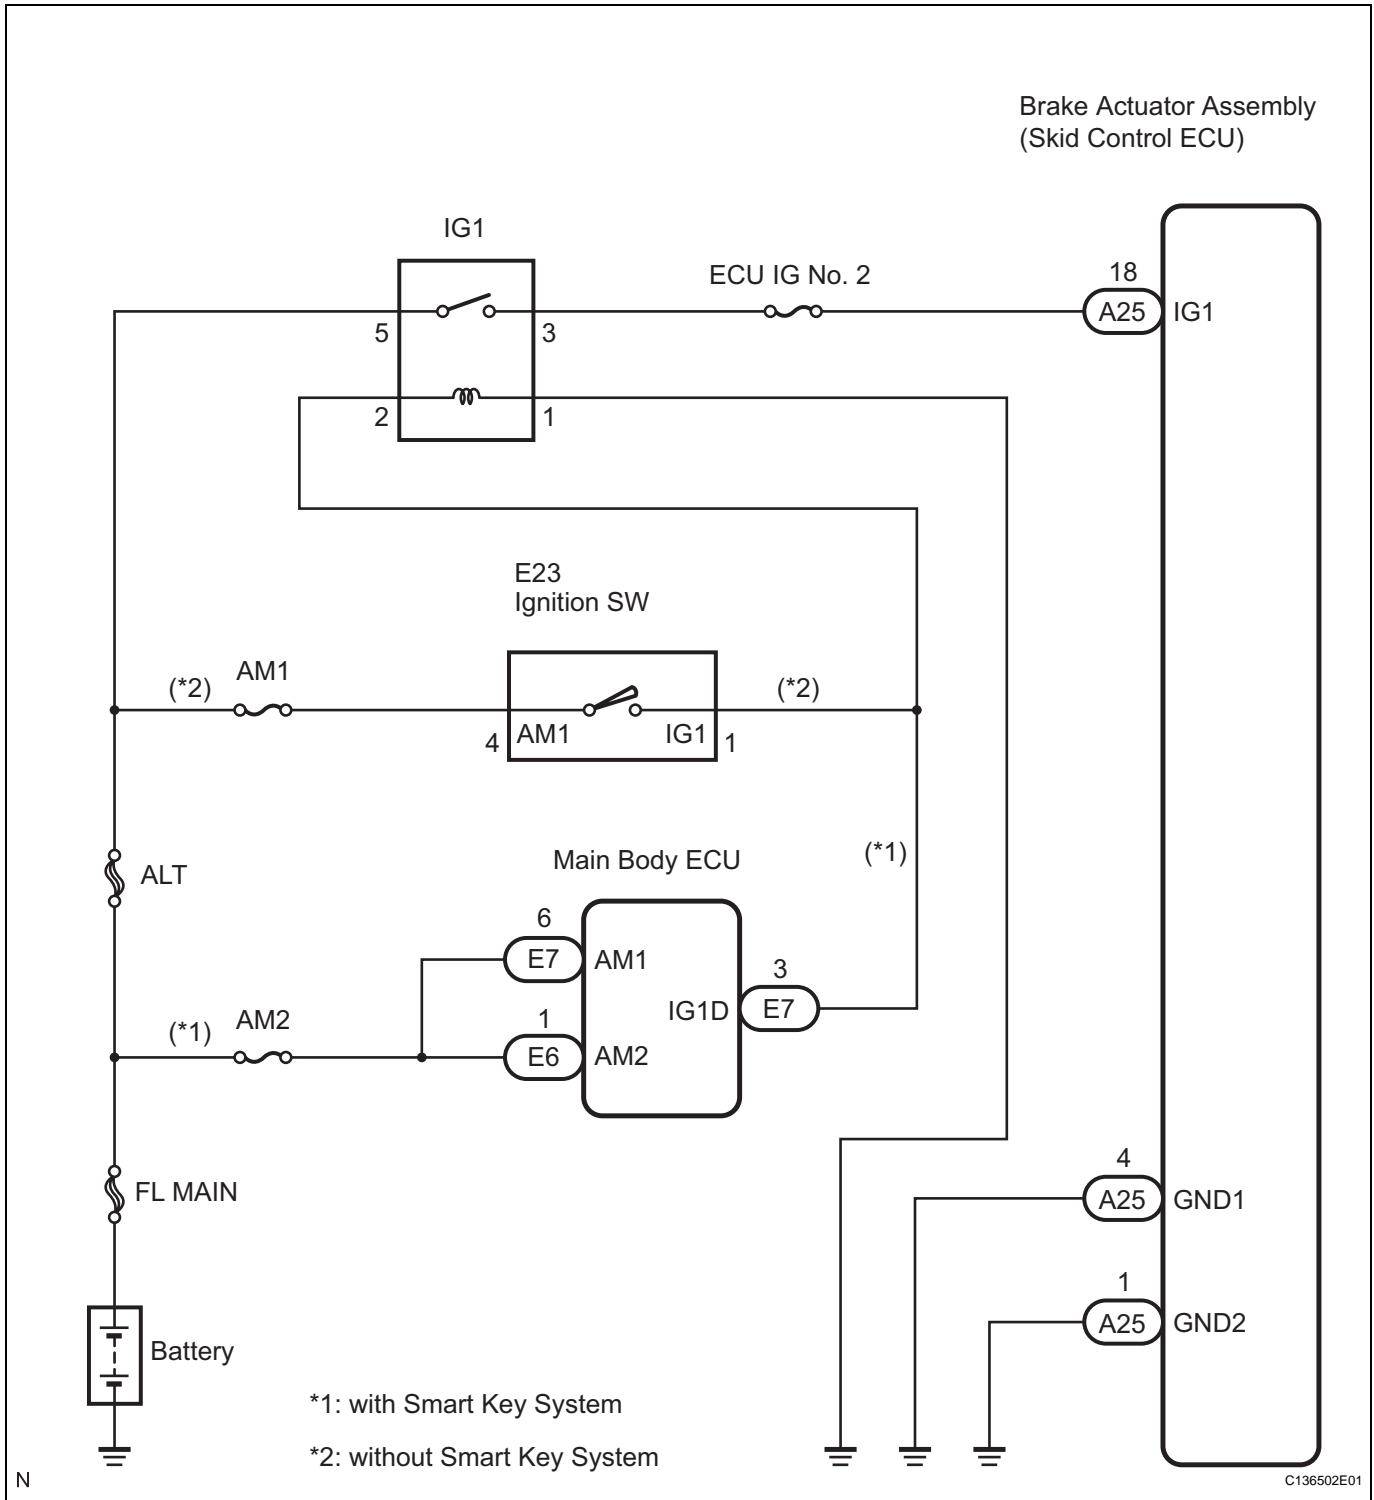 Brake Actuator Assembly
(Skid Control ECU)
IG1
ECU IG No. 2
18
A25
IG1
5
3
2
1
E23
Ignition SW
(*2)
AM1
(*2)
4
AM1
IG1
1
ALT
Main Body ECU
(*1)
6
E7
AM1
3
IG1D
E7
(*1)
AM2
1
E6
AM2
4
A25
GND1
FL MAIN
1
A25
GND2
Battery
*1: with Smart Key System
*2: without Smart Key System
N
C136502E01